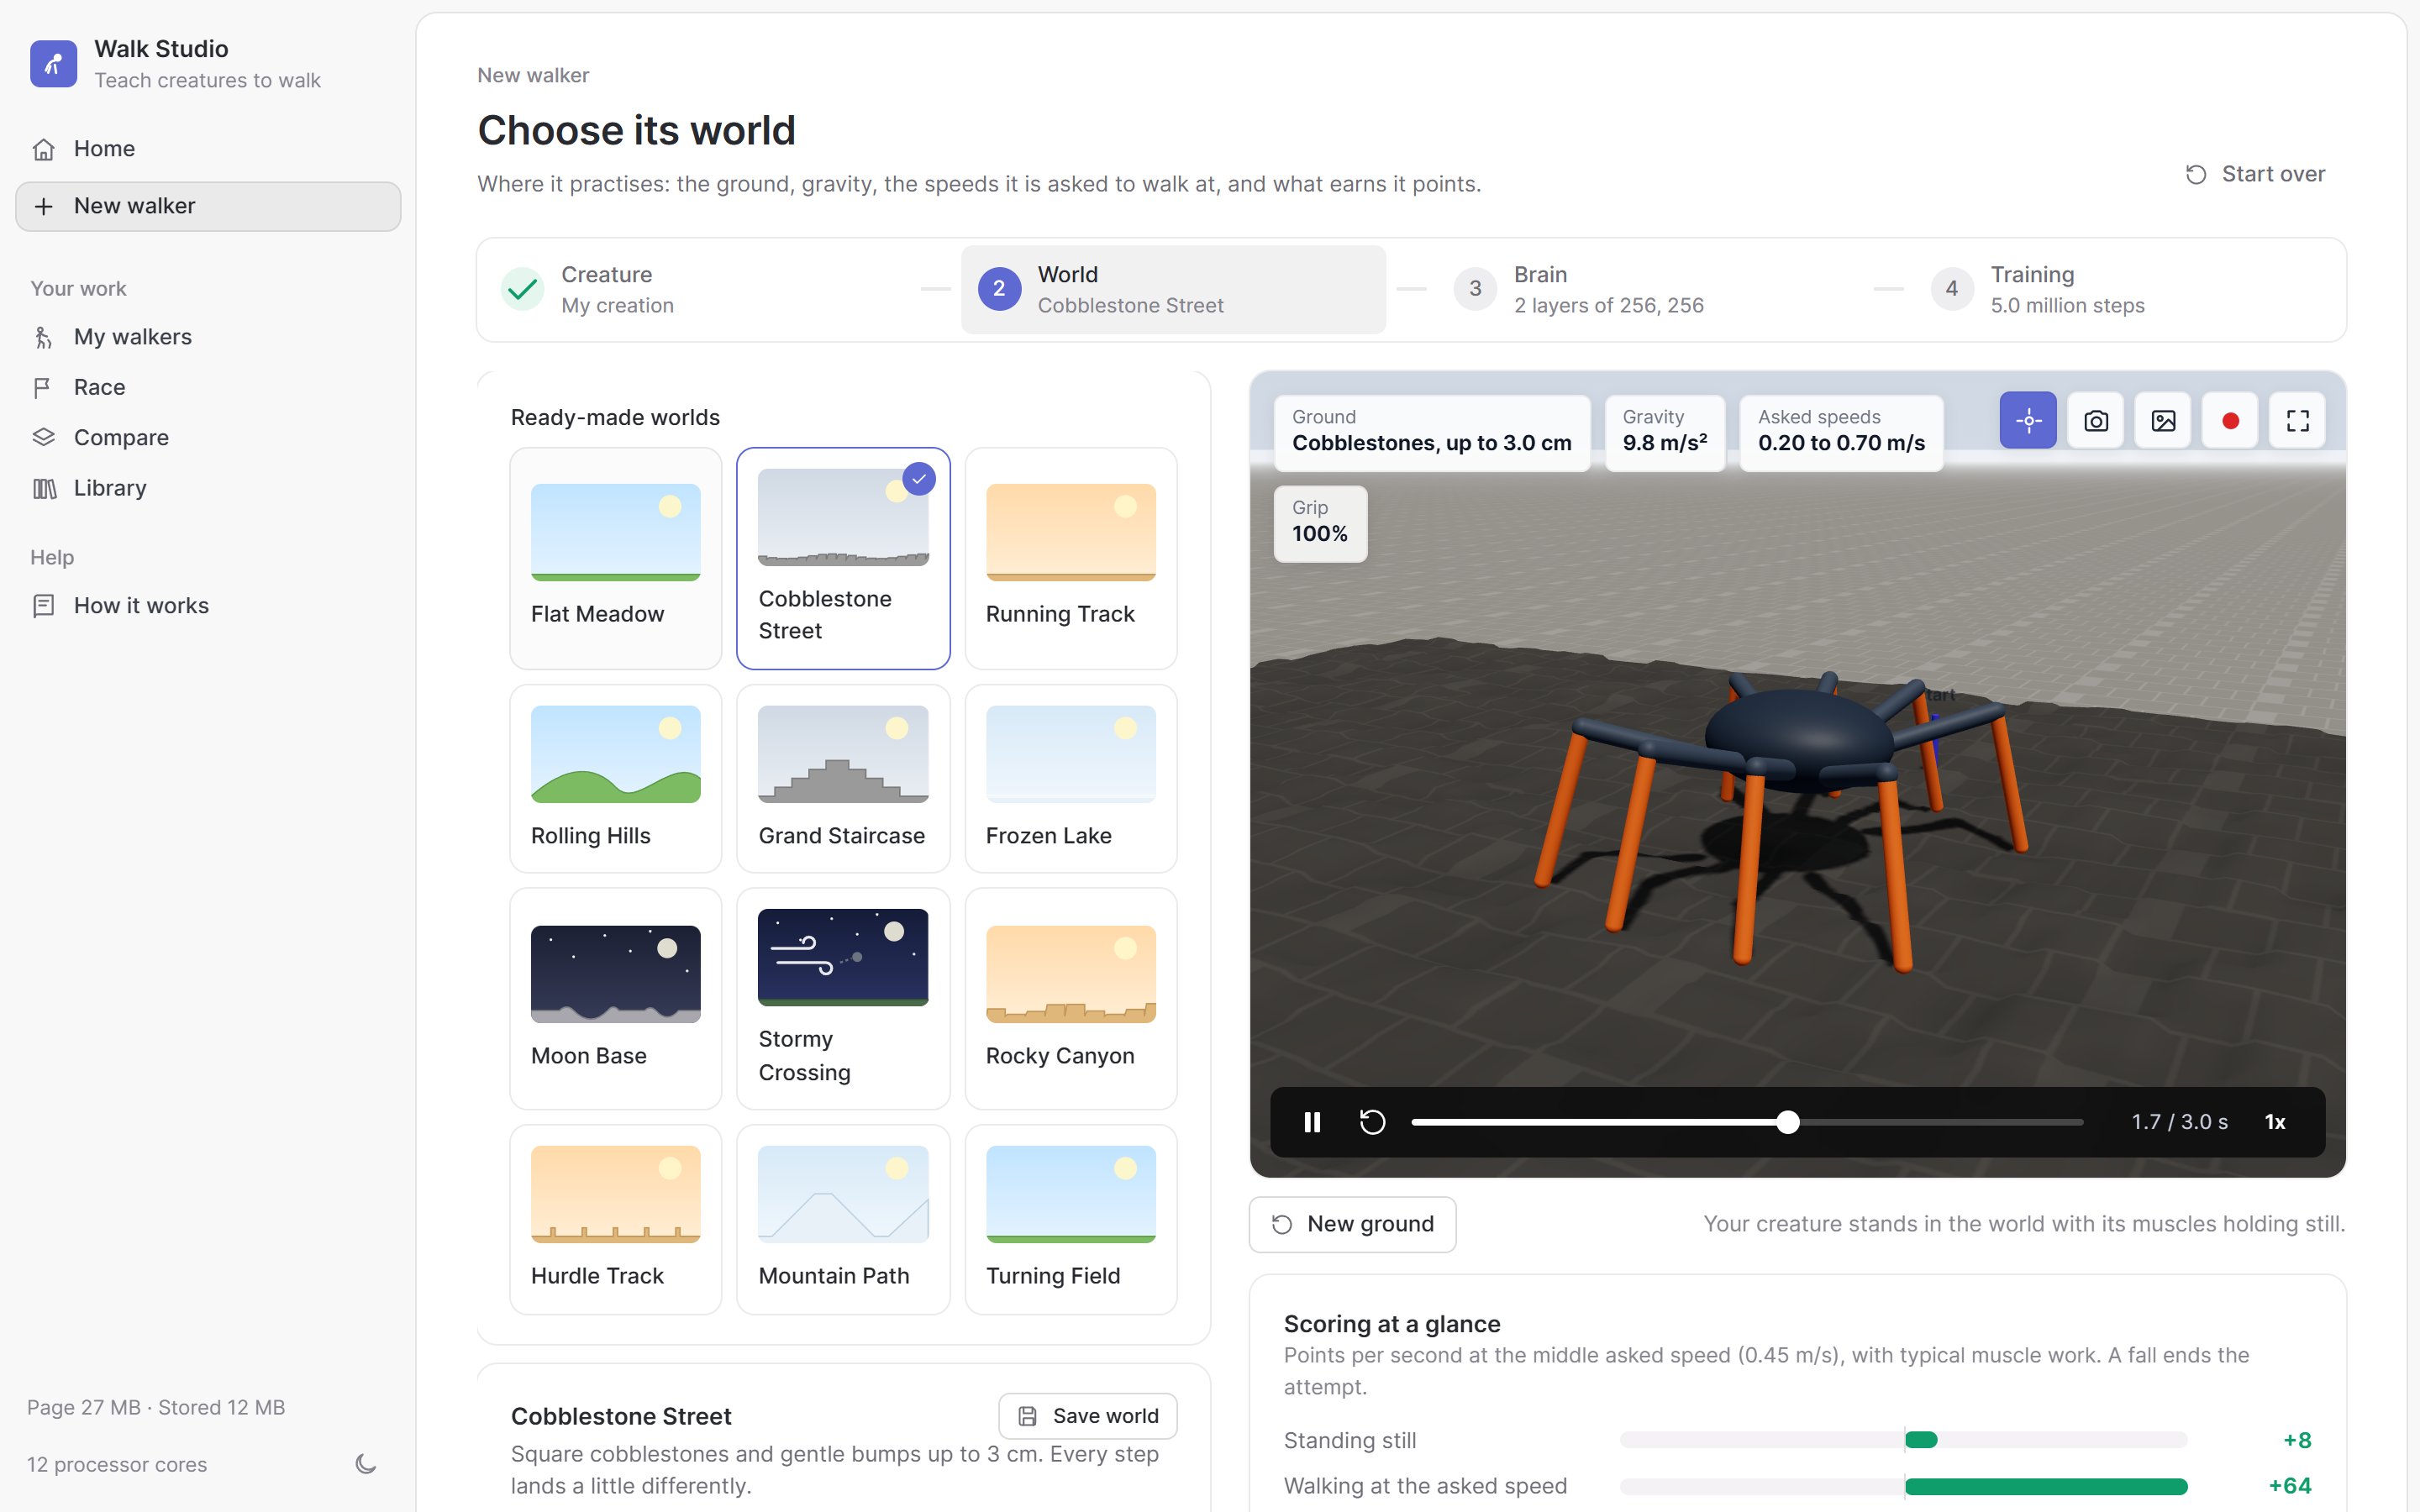 Walk Studio
Teach creatures to walk
Home
New walker
Your work
My walkers
Race
Compare
Library
Help
How it works
Page 27 MB · Stored 12 MB
12 processor cores
New walker
Choose its world
Where it practises: the ground, gravity, the speeds it is asked to walk at, and what earns it points.
Start over
Creature
My creation
2
World
Cobblestone Street
3
Brain
2 layers of 256, 256
4
Training
5.0 million steps
Ready-made worlds
Flat Meadow
Cobblestone
Street
Running Track
Rolling Hills
Grand Staircase
Frozen Lake
Moon Base
Stormy
Crossing
Rocky Canyon
Hurdle Track
Mountain Path
Turning Field
Cobblestone Street
Save world
Square cobblestones and gentle bumps up to 3 cm. Every step
lands a little differently.
Ground
Cobblestones, up to 3.0 cm
Gravity
9.8 m/s²
Asked speeds
0.20 to 0.70 m/s
Grip
100%
tart
1.7 / 3.0 s
1x
New ground
Your creature stands in the world with its muscles holding still.
Scoring at a glance
Points per second at the middle asked speed (0.45 m/s), with typical muscle work. A fall ends the
attempt.
Standing still
+8
Walking at the asked speed
+64